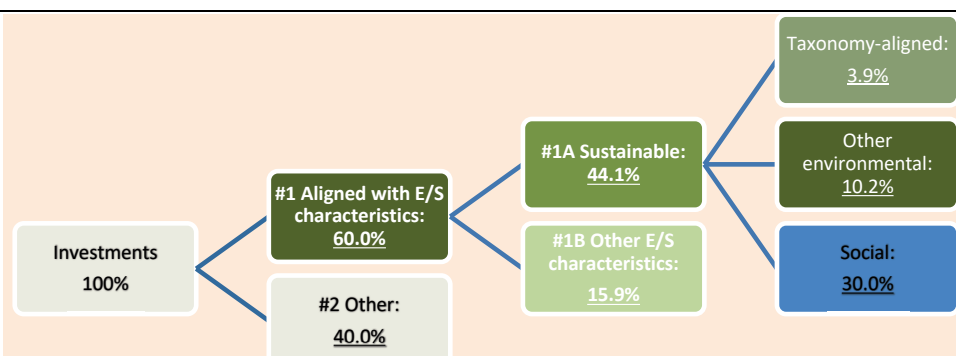 Investments
100%
#1 Aligned with E/S
characteristics:
60.0%
#2 Other:
40.0%
#1A Sustainable:
44.1%
#1B Other E/S
characteristics:
15.9%
Taxonomy-aligned:
3.9%
Other
environmental:
10.2%
Social:
30.0%